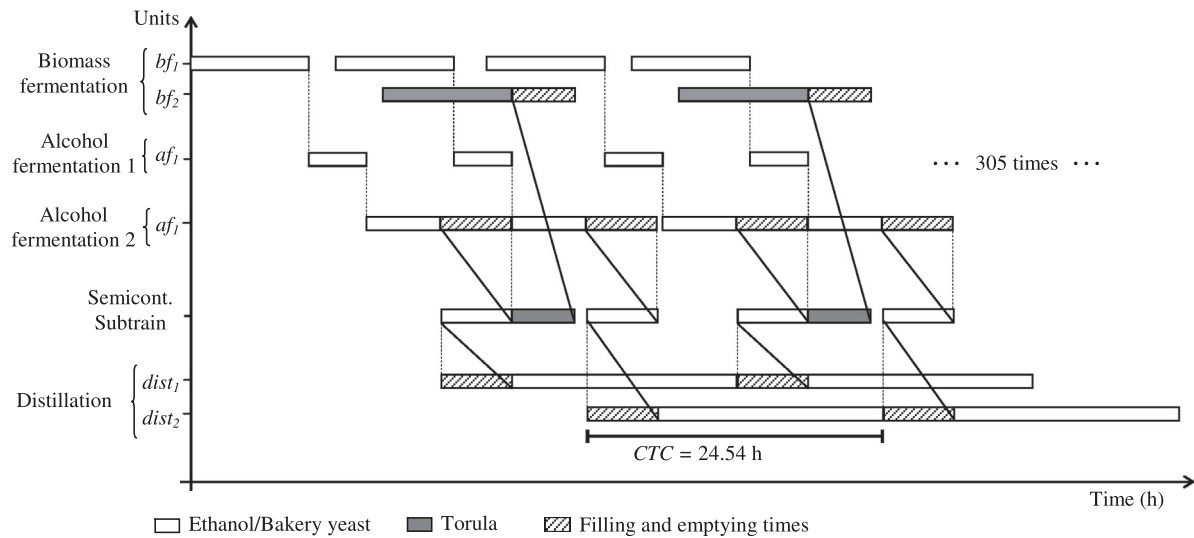 Units
Biomass
fermentation
bf1
bf2
Alcohol
fermentation 1
af1
··· 305 times ···
Alcohol
fermentation 2
af1
Semicont.
Subtrain
Distillation
dist1
dist2
CTC = 24.54 h
Time (h)
Ethanol/Bakery yeast
Torula
Filling and emptying times